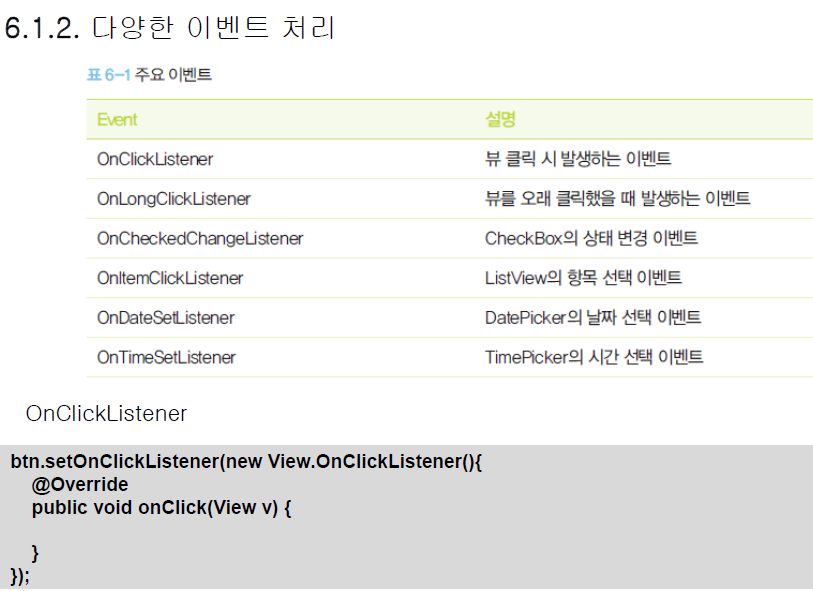 6.1.2. 다양한 이벤트 처리
표 6-1 주요 이벤트
Event 설명
OnClickListener 뷰 클릭 시 발생하는 이벤트
OnLongClickListener 뷰를 오래 클릭했을 때 발생하는 이벤트
OnCheckedChangeListener CheckBox의 상태 변경 이벤트
OnItemClickListener ListView의 항목 선택 이벤트
OnDateSetListener DatePicker의 날짜 선택 이벤트
OnTimeSetListener TimePicker의 시간 선택 이벤트
OnClickListener
btn.setOnClickListener(new View.OnClickListener(){
@Override
public void onClick(View v) {
}
});